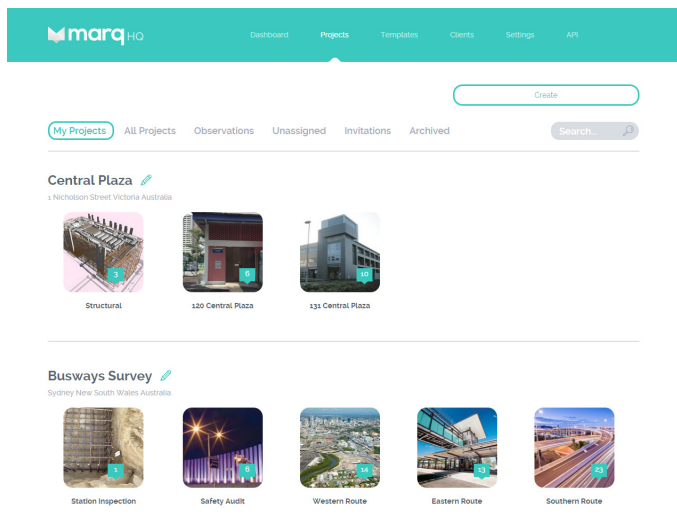 marq HQ
Dashboard Projects Templates Clients Settings API
Create
My Projects All Projects Observations Unassigned Invitations Archived Search...
Central Plaza
1 Nicholson Street Victoria Australia
3 6 10
Structural 120 Central Plaza 131 Central Plaza
Busways Survey
Sydney New South Wales Australia
1 6 14 13 23
Station Inspection Safety Audit Western Route Eastern Route Southern Route